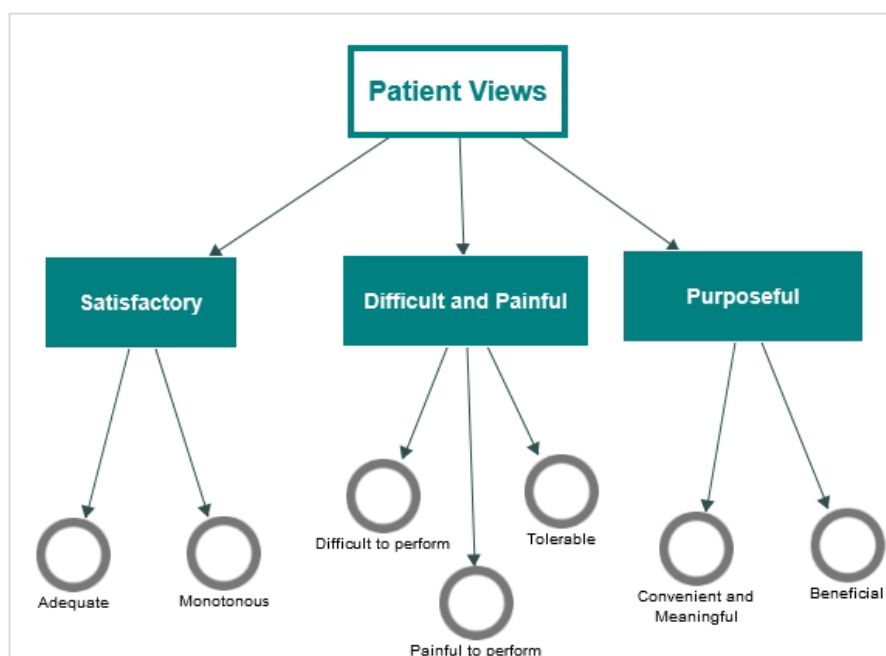 Patient Views
Satisfactory
Difficult and Painful
Purposeful
Difficult to perform
Tolerable
Adequate
Monotonous
Painful to perform
Convenient and
Meaningful
Beneficial